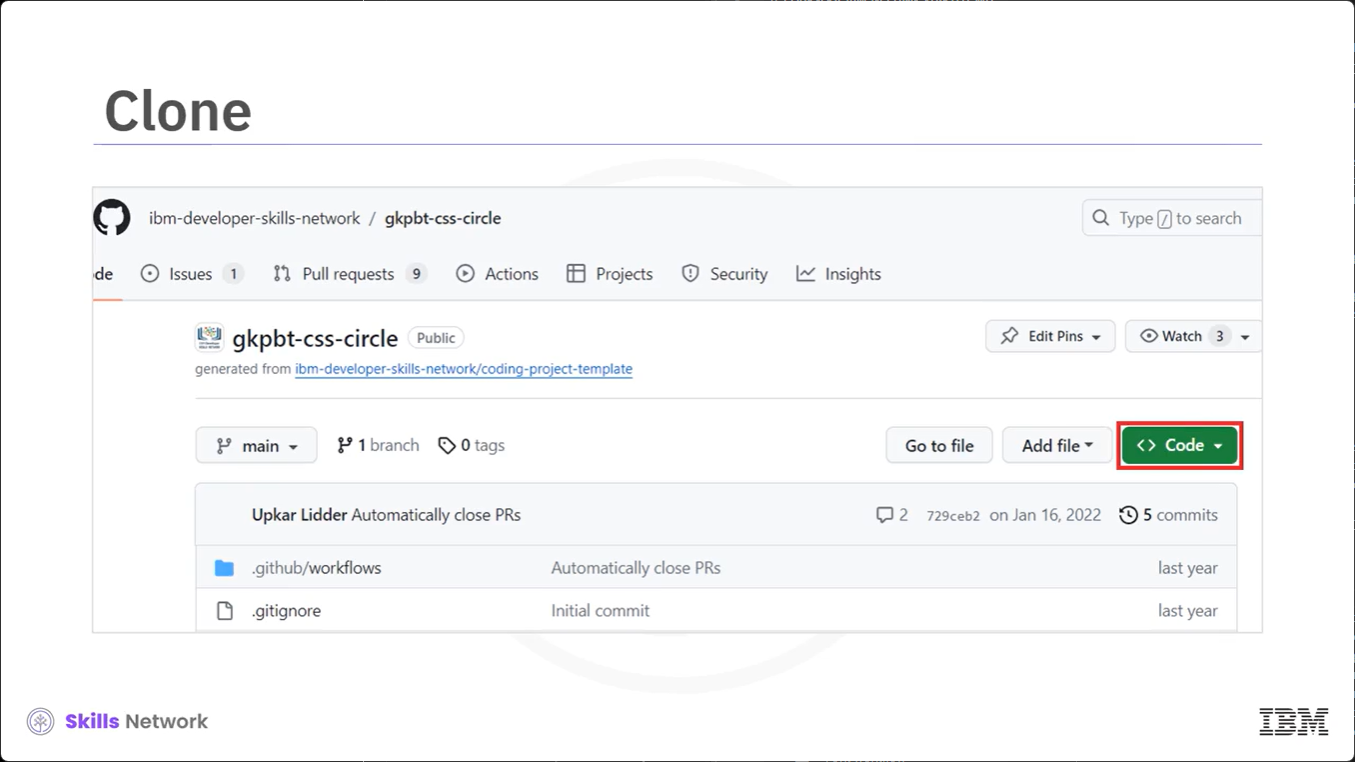 Clone
ibm-developer-skills-network / gkpbt-css-circle
Type / to search
de Issues 1 Pull requests 9 Actions Projects Security Insights
gkpbt-css-circle Public
Edit Pins Watch 3
generated from ibm-developer-skills-network/coding-project-template
main 1 branch 0 tags Go to file Add file <> Code
Upkar Lidder Automatically close PRs 2 729ceb2 on Jan 16, 2022 5 commits
.github/workflows Automatically close PRs last year
.gitignore Initial commit last year
Skills Network
IBM